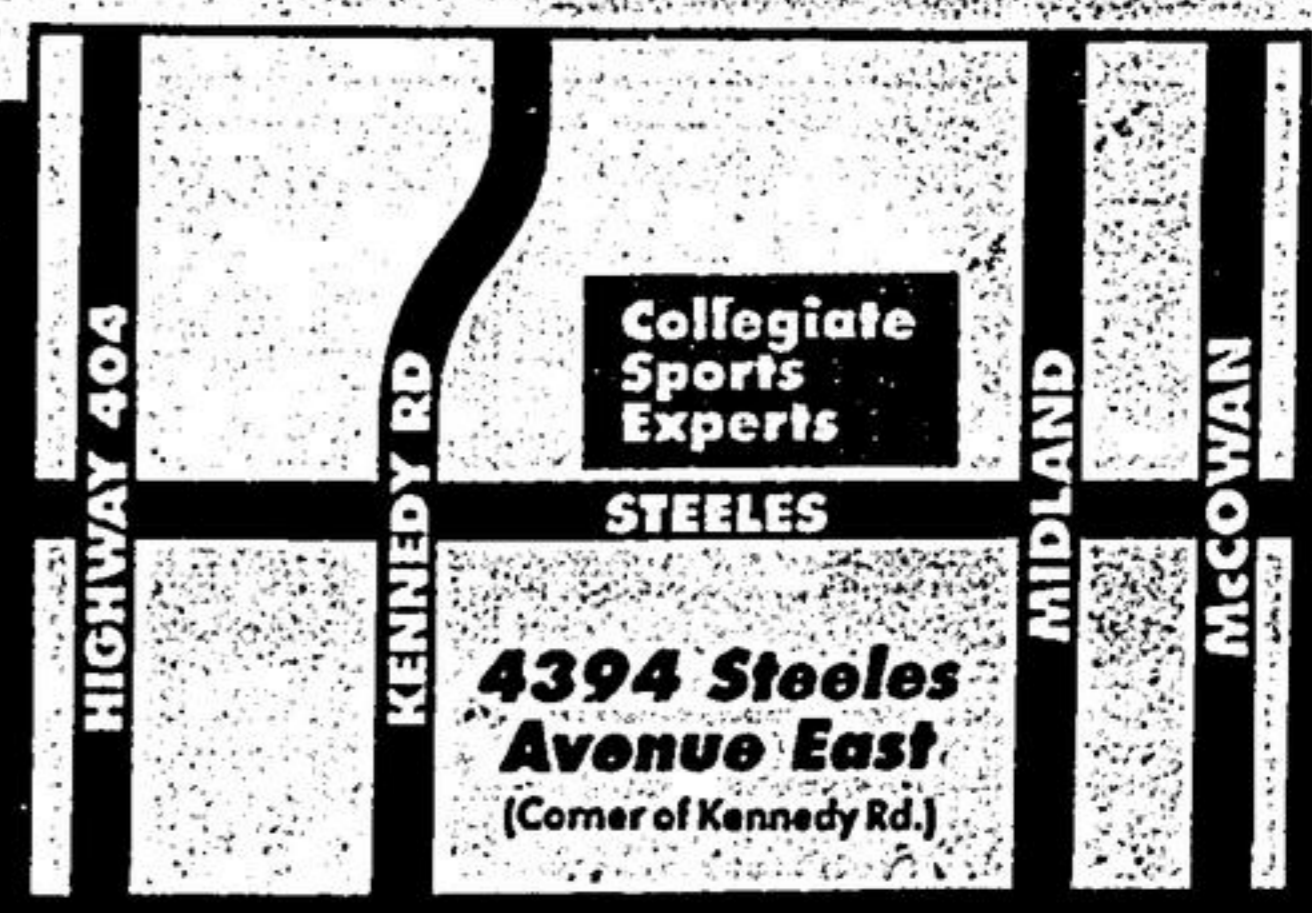 HIGHWAY 404
KENNEDY RD
Collegiate
Sports
Experts
STEELES
MIDLAND
McCOWAN
4394 Steeles
Avenue East
(Corner of Kennedy Rd.)